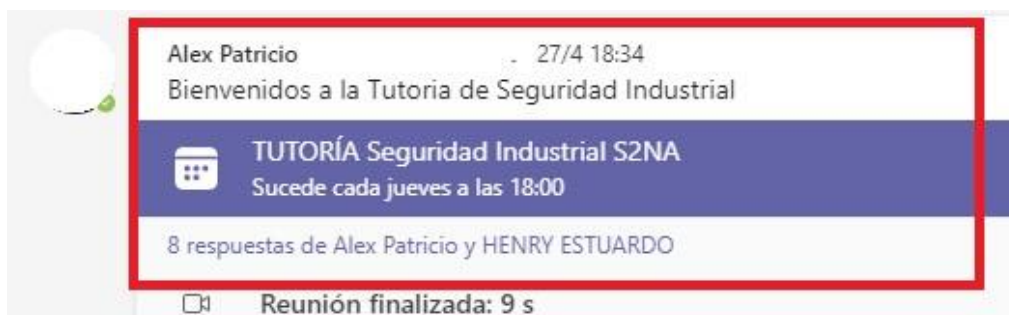 Alex Patricio . 27/4 18:34
Bienvenidos a la Tutoria de Seguridad Industrial
TUTORÍA Seguridad Industrial S2NA
Sucede cada jueves a las 18:00
8 respuestas de Alex Patricio y HENRY ESTUARDO
Reunión finalizada: 9 s